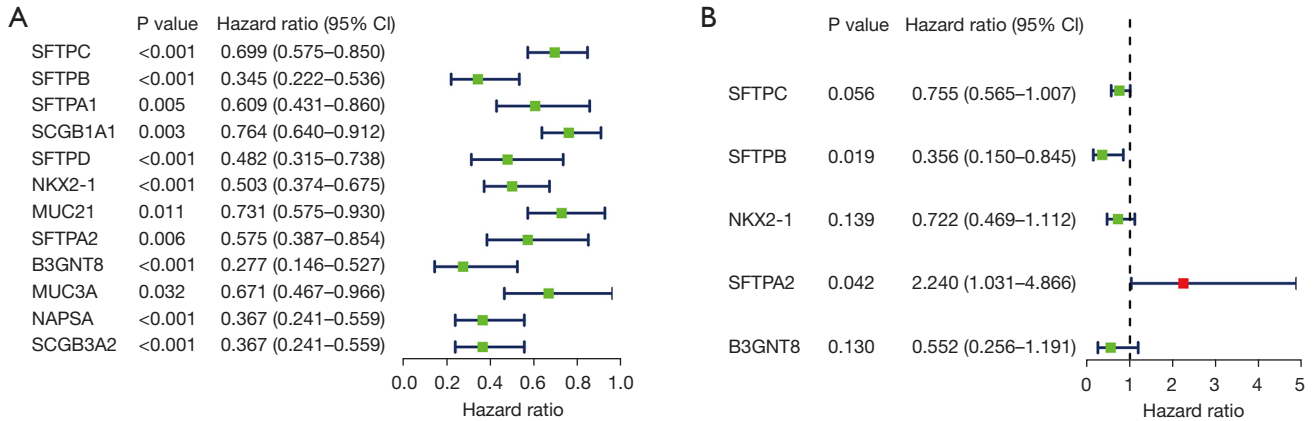 A
P value Hazard ratio (95% CI)
SFTPC <0.001 0.699 (0.575–0.850)
SFTPB <0.001 0.345 (0.222–0.536)
SFTPA1 0.005 0.609 (0.431–0.860)
SCGB1A1 0.003 0.764 (0.640–0.912)
SFTPD <0.001 0.482 (0.315–0.738)
NKX2-1 <0.001 0.503 (0.374–0.675)
MUC21 0.011 0.731 (0.575–0.930)
SFTPA2 0.006 0.575 (0.387–0.854)
B3GNT8 <0.001 0.277 (0.146–0.527)
MUC3A 0.032 0.671 (0.467–0.966)
NAPSA <0.001 0.367 (0.241–0.559)
SCGB3A2 <0.001 0.367 (0.241–0.559)
0.0 0.2 0.4 0.6 0.8 1.0
Hazard ratio
B
P value Hazard ratio (95% CI)
SFTPC 0.056 0.755 (0.565–1.007)
SFTPB 0.019 0.356 (0.150–0.845)
NKX2-1 0.139 0.722 (0.469–1.112)
SFTPA2 0.042 2.240 (1.031–4.866)
B3GNT8 0.130 0.552 (0.256–1.191)
0 1 2 3 4 5
Hazard ratio